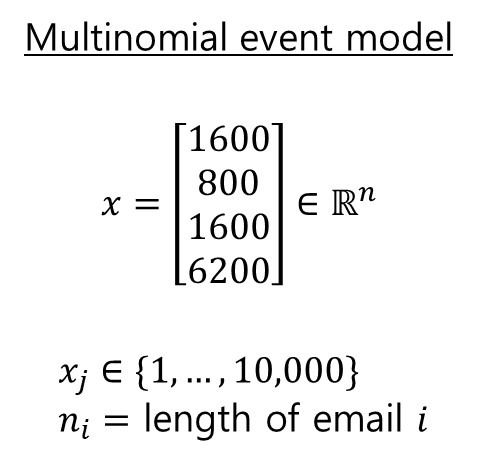 Multinomial event model
x = [1600 800 1600 6200] ∈ ℝⁿ
xⱼ ∈ {1, … , 10,000}
nᵢ = length of email i